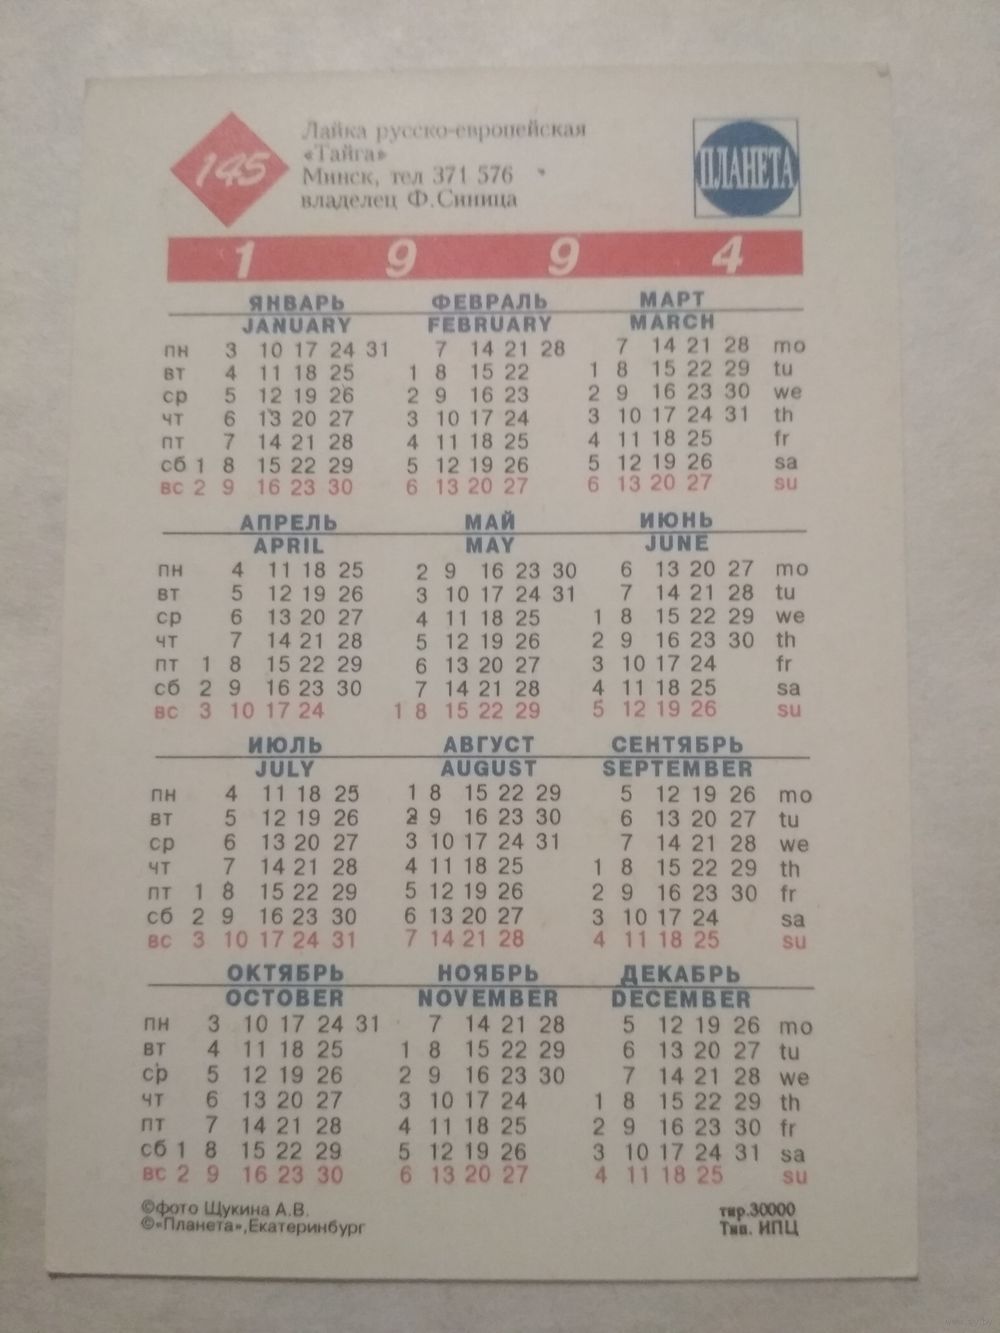 145
Лайка русско-европейская
«Тайга»
Минск, тел 371 576
владелец Ф.Синица
ПЛАНЕТА
1 9 9 4
ЯНВАРЬ ФЕВРАЛЬ МАРТ
JANUARY FEBRUARY MARCH
пн 3 10 17 24 31 7 14 21 28 7 14 21 28 mo
вт 4 11 18 25 1 8 15 22 1 8 15 22 29 tu
ср 5 12 19 26 2 9 16 23 2 9 16 23 30 we
чт 6 13 20 27 3 10 17 24 3 10 17 24 31 th
пт 7 14 21 28 4 11 18 25 4 11 18 25 fr
сб 1 8 15 22 29 5 12 19 26 5 12 19 26 sa
вс 2 9 16 23 30 6 13 20 27 6 13 20 27 su
АПРЕЛЬ МАЙ ИЮНЬ
APRIL MAY JUNE
пн 4 11 18 25 2 9 16 23 30 6 13 20 27 mo
вт 5 12 19 26 3 10 17 24 31 7 14 21 28 tu
ср 6 13 20 27 4 11 18 25 1 8 15 22 29 we
чт 7 14 21 28 5 12 19 26 2 9 16 23 30 th
пт 1 8 15 22 29 6 13 20 27 3 10 17 24 fr
сб 2 9 16 23 30 7 14 21 28 4 11 18 25 sa
вс 3 10 17 24 1 8 15 22 29 5 12 19 26 su
ИЮЛЬ АВГУСТ СЕНТЯБРЬ
JULY AUGUST SEPTEMBER
пн 4 11 18 25 1 8 15 22 29 5 12 19 26 mo
вт 5 12 19 26 2 9 16 23 30 6 13 20 27 tu
ср 6 13 20 27 3 10 17 24 31 7 14 21 28 we
чт 7 14 21 28 4 11 18 25 1 8 15 22 29 th
пт 1 8 15 22 29 5 12 19 26 2 9 16 23 30 fr
сб 2 9 16 23 30 6 13 20 27 3 10 17 24 sa
вс 3 10 17 24 31 7 14 21 28 4 11 18 25 su
ОКТЯБРЬ НОЯБРЬ ДЕКАБРЬ
OCTOBER NOVEMBER DECEMBER
пн 3 10 17 24 31 7 14 21 28 5 12 19 26 mo
вт 4 11 18 25 1 8 15 22 29 6 13 20 27 tu
ср 5 12 19 26 2 9 16 23 30 7 14 21 28 we
чт 6 13 20 27 3 10 17 24 1 8 15 22 29 th
пт 7 14 21 28 4 11 18 25 2 9 16 23 30 fr
сб 1 8 15 22 29 5 12 19 26 3 10 17 24 31 sa
вс 2 9 16 23 30 6 13 20 27 4 11 18 25 su
©фото Щукина А.В. тир.30000
©«Планета»,Екатеринбург Тип. ИПЦ